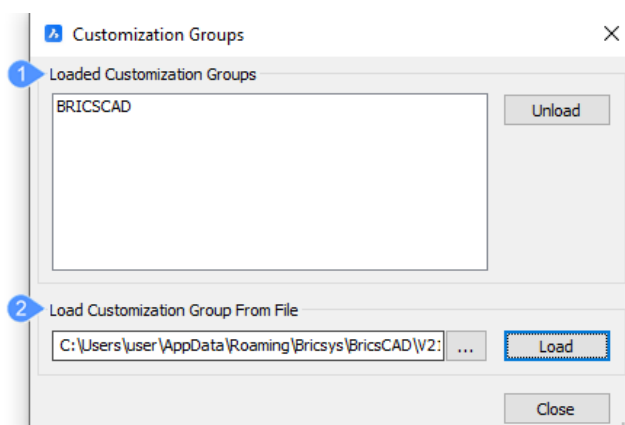 Customization Groups
1
Loaded Customization Groups
BRICSCAD
Unload
2
Load Customization Group From File
C:\Users\user\AppData\Roaming\Bricsys\BricsCAD\V21
...
Load
Close